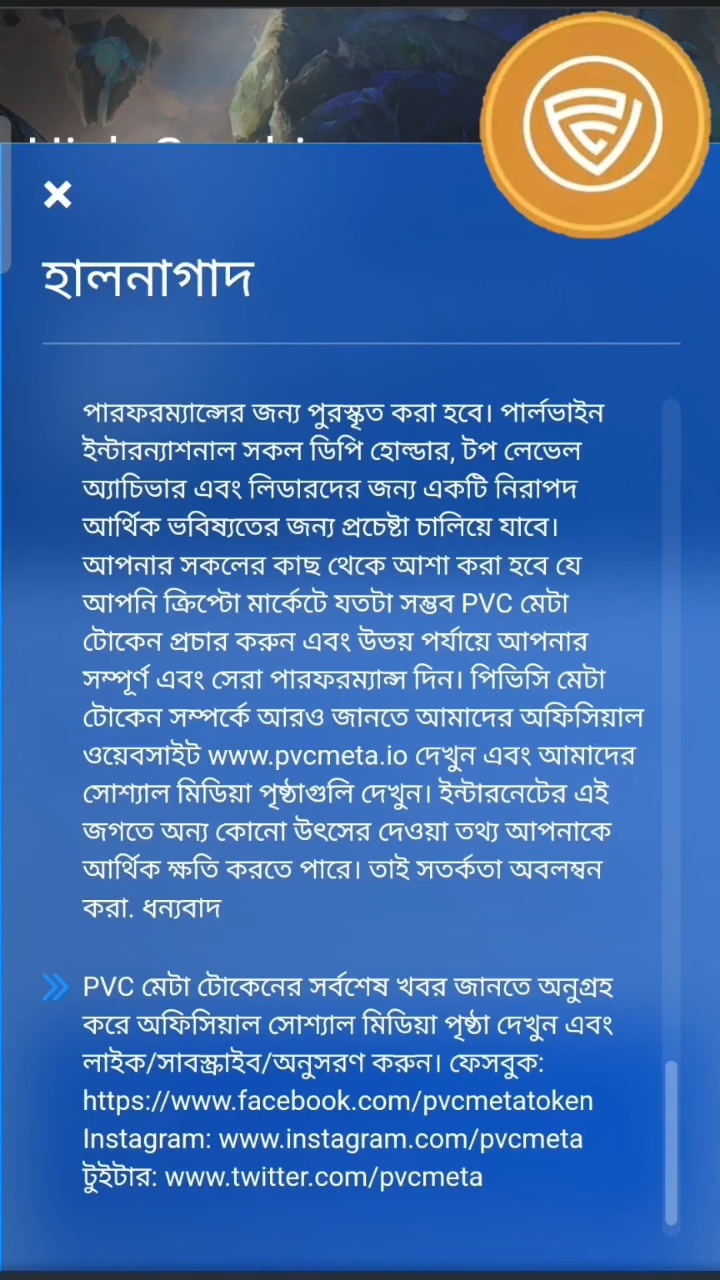 হালনাগাদ
পারফরম্যান্সের জন্য পুরস্কৃত করা হবে। পার্লভাইন
ইন্টারন্যাশনাল সকল ডিপি হোল্ডার, টপ লেভেল
অ্যাচিভার এবং লিডারদের জন্য একটি নিরাপদ
আর্থিক ভবিষ্যতের জন্য প্রচেষ্টা চালিয়ে যাবে।
আপনার সকলের কাছ থেকে আশা করা হবে যে
আপনি ক্রিপ্টো মার্কেটে যতটা সম্ভব PVC মেটা
টোকেন প্রচার করুন এবং উভয় পর্যায়ে আপনার
সম্পূর্ণ এবং সেরা পারফরম্যান্স দিন। পিভিসি মেটা
টোকেন সম্পর্কে আরও জানতে আমাদের অফিসিয়াল
ওয়েবসাইট www.pvcmeta.io দেখুন এবং আমাদের
সোশ্যাল মিডিয়া পৃষ্ঠাগুলি দেখুন। ইন্টারনেটের এই
জগতে অন্য কোনো উৎসের দেওয়া তথ্য আপনাকে
আর্থিক ক্ষতি করতে পারে। তাই সতর্কতা অবলম্বন
করা. ধন্যবাদ
PVC মেটা টোকেনের সর্বশেষ খবর জানতে অনুগ্রহ
করে অফিসিয়াল সোশ্যাল মিডিয়া পৃষ্ঠা দেখুন এবং
লাইক/সাবস্ক্রাইব/অনুসরণ করুন। ফেসবুক:
https://www.facebook.com/pvcmetatoken
Instagram: www.instagram.com/pvcmeta
টুইটার: www.twitter.com/pvcmeta